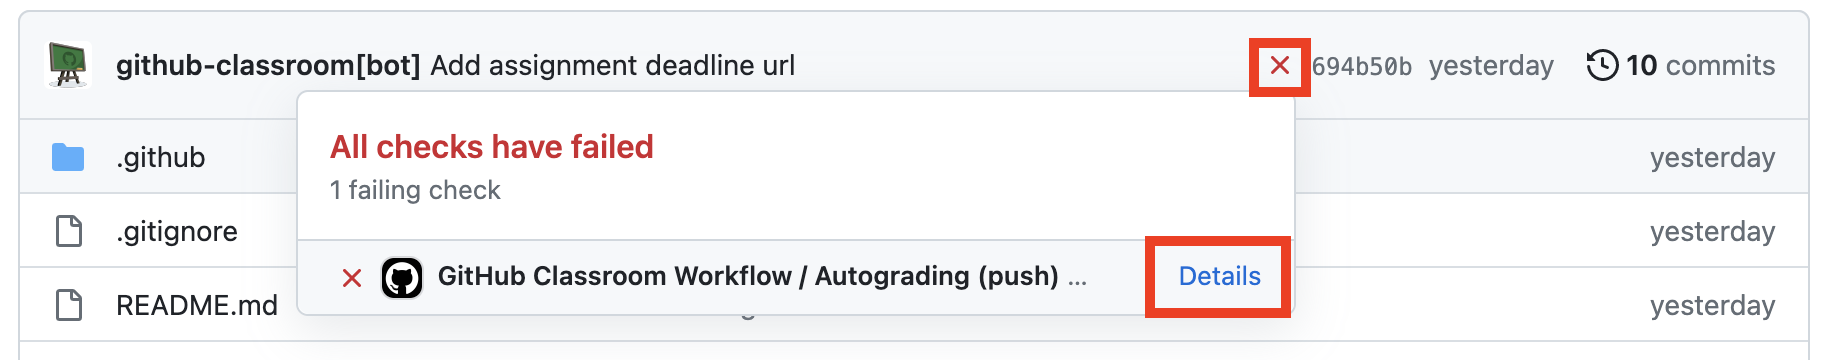 github-classroom[bot] Add assignment deadline url 694b50b yesterday 10 commits
All checks have failed
1 failing check
GitHub Classroom Workflow / Autograding (push) ... Details
.github yesterday
.gitignore yesterday
README.md yesterday